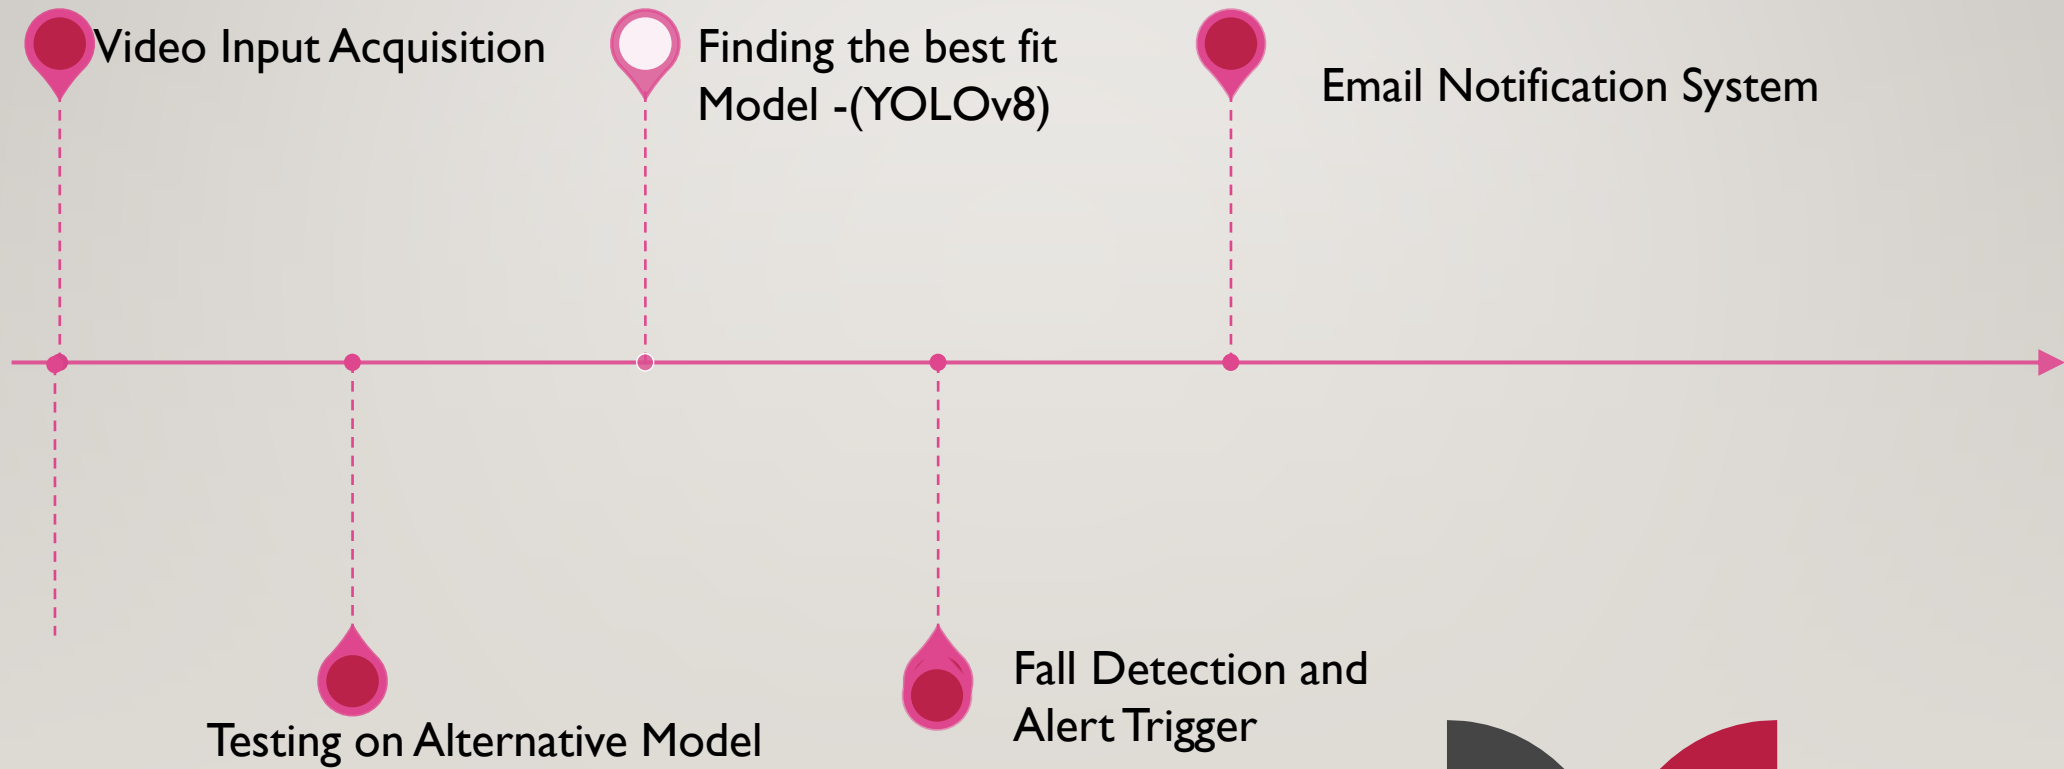 Video Input Acquisition
Finding the best fit
Model -(YOLOv8)
Email Notification System
Testing on Alternative Model
Fall Detection and
Alert Trigger